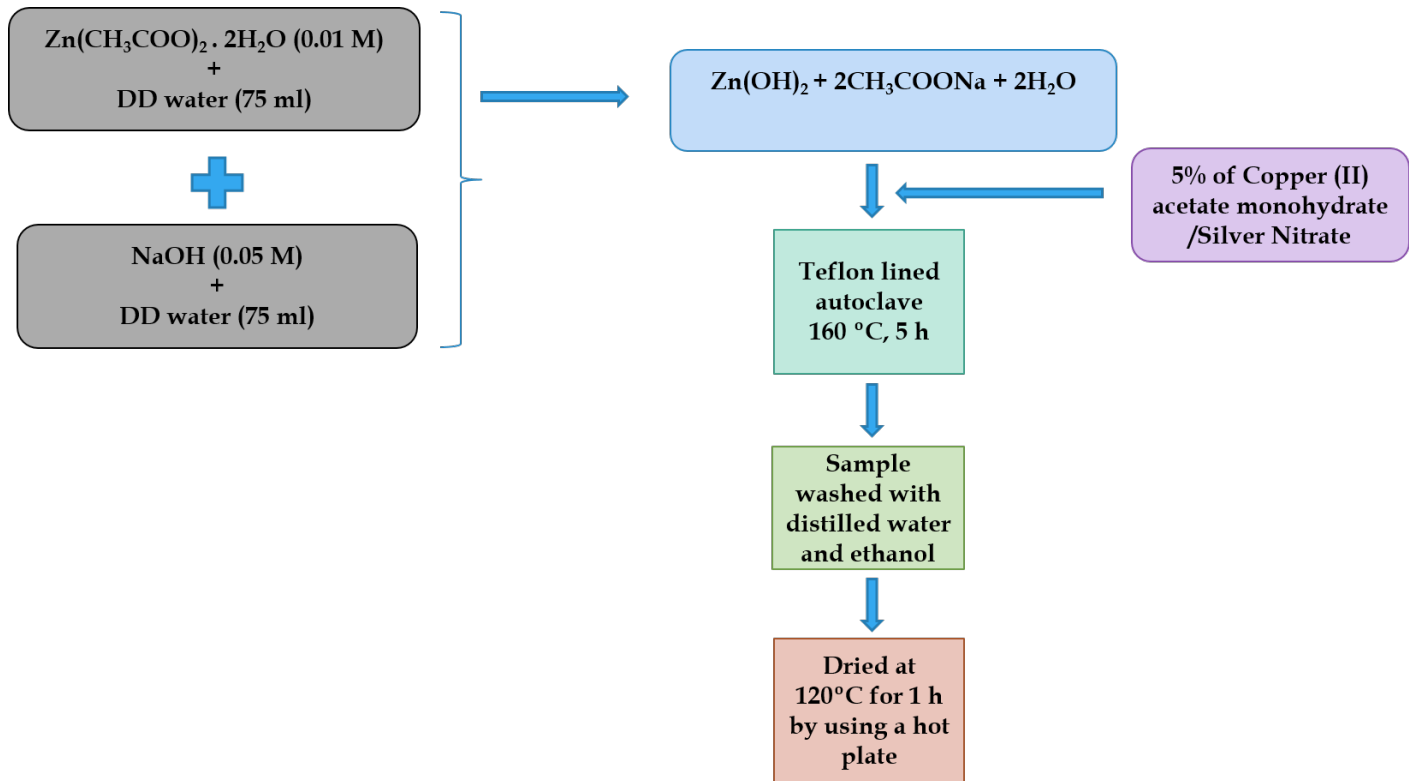 Zn(CH₃COO)₂ . 2H₂O (0.01 M)
+
DD water (75 ml)
NaOH (0.05 M)
+
DD water (75 ml)
Zn(OH)₂ + 2CH₃COONa + 2H₂O
5% of Copper (II)
acetate monohydrate
/Silver Nitrate
Teflon lined
autoclave
160 ºC, 5 h
Sample
washed with
distilled water
and ethanol
Dried at
120ºC for 1 h
by using a hot
plate